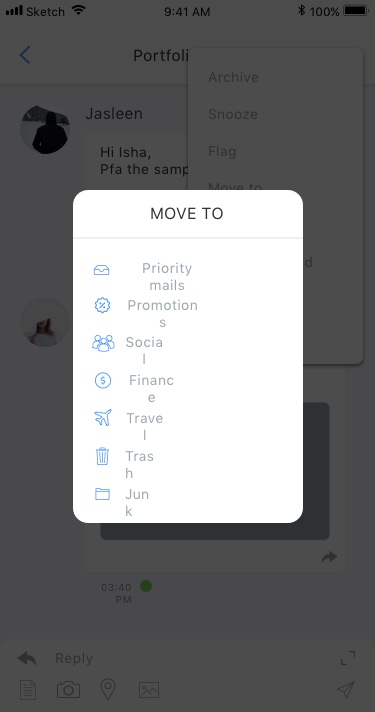 Sketch 9:41 AM 100%
Portfoli
Archive
Jasleen
Snooze
Hi Isha,
Flag
Pfa the samp
Move to
MOVE TO
d
Priority
mails
Promotion
s
Socia
l
Financ
e
Trave
l
Tras
h
Jun
k
03:40
PM
Reply